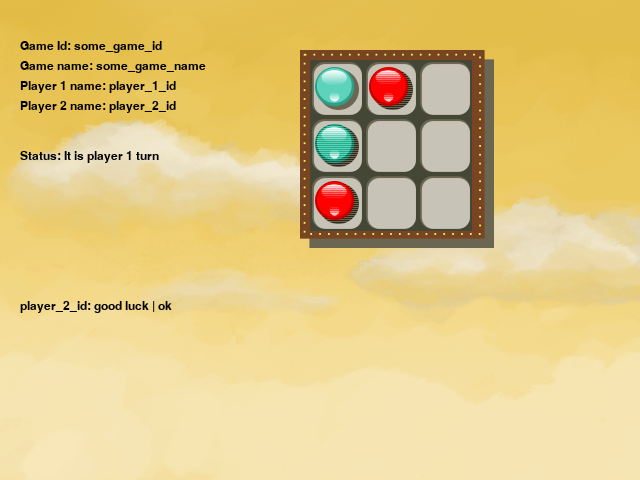 Game Id: some_game_id
Game name: some_game_name
Player 1 name: player_1_id
Player 2 name: player_2_id
Status: It is player 1 turn
player_2_id: good luck | ok